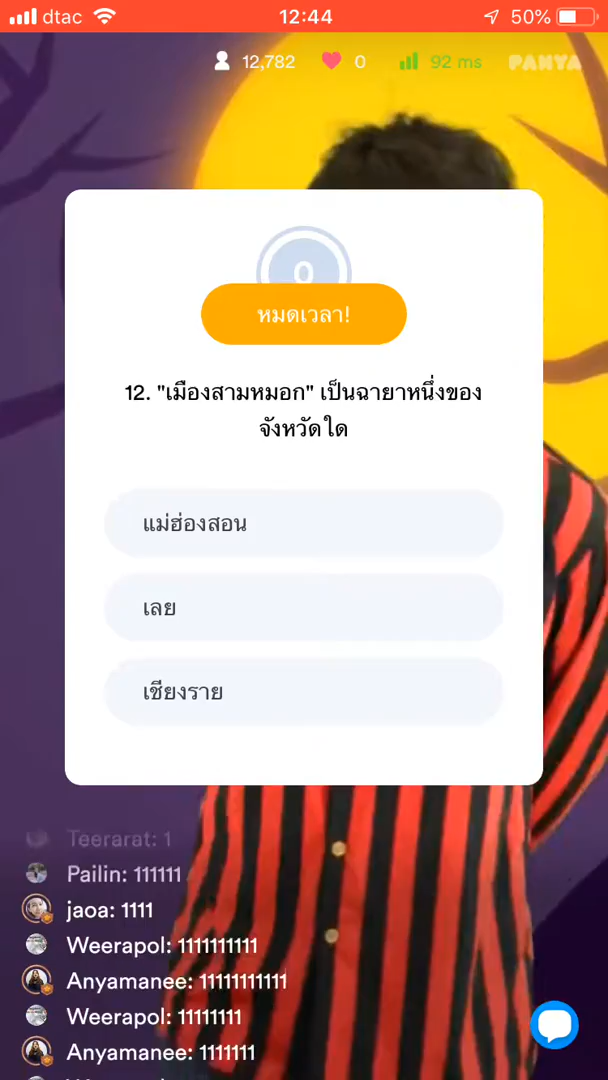 dtac 12:44 50%
12,782 0 92 ms PANYA
0
หมดเวลา!
12. "เมืองสามหมอก" เป็นฉายาหนึ่งของ
จังหวัดใด
แม่ฮ่องสอน
เลย
เชียงราย
Teerarat: 1
Pailin: 111111
jaoa: 1111
Weerapol: 1111111111
Anyamanee: 11111111111
Weerapol: 11111111
Anyamanee: 1111111